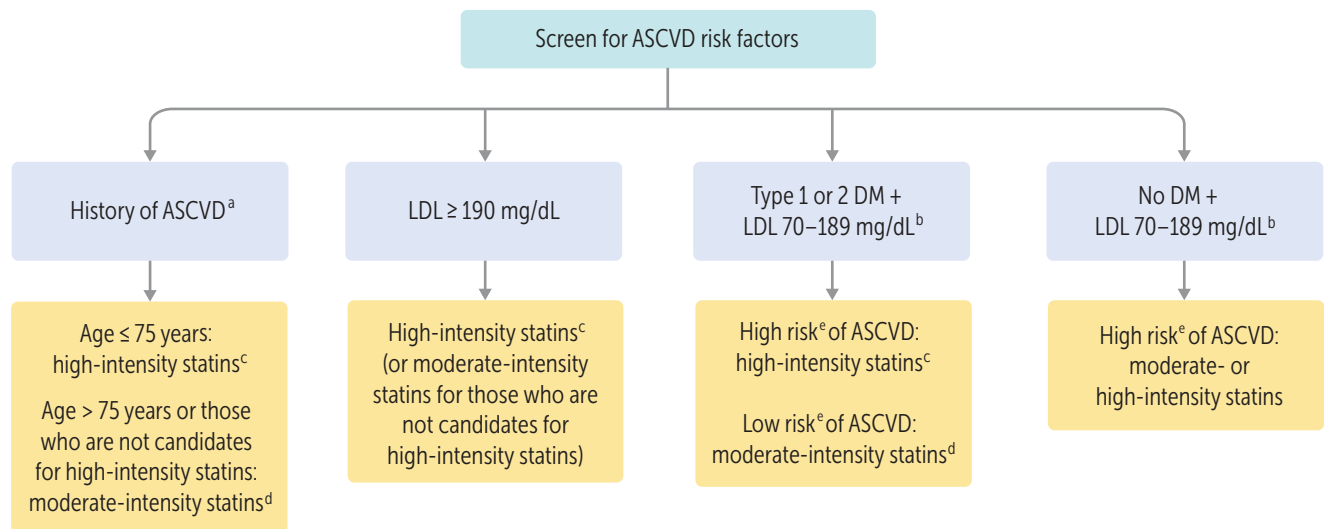 Screen for ASCVD risk factors
History of ASCVDᵃ
LDL ≥ 190 mg/dL
Type 1 or 2 DM +
LDL 70–189 mg/dLᵇ
No DM +
LDL 70–189 mg/dLᵇ
Age ≤ 75 years:
high-intensity statinsᶜ
Age > 75 years or those
who are not candidates
for high-intensity statins:
moderate-intensity statinsᵈ
High-intensity statinsᶜ
(or moderate-intensity
statins for those who are
not candidates for
high-intensity statins)
High riskᵉ of ASCVD:
high-intensity statinsᶜ
Low riskᵉ of ASCVD:
moderate-intensity statinsᵈ
High riskᵉ of ASCVD:
moderate- or
high-intensity statins